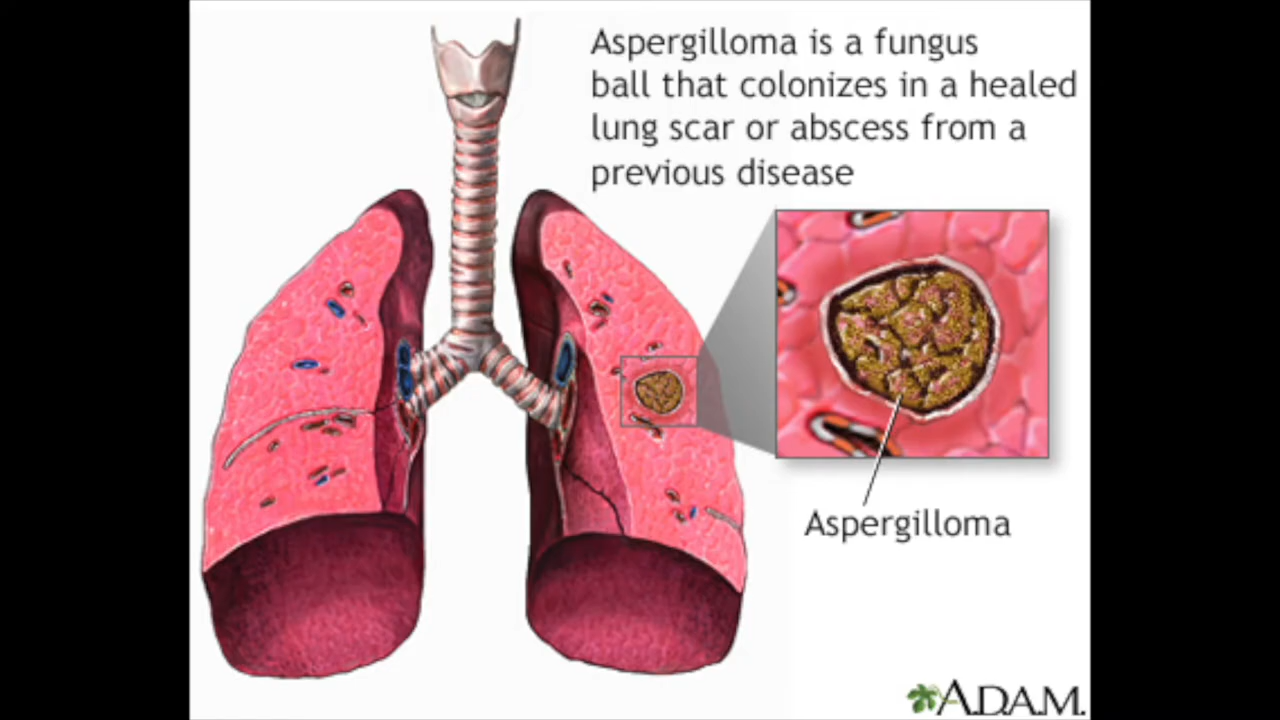 Aspergilloma is a fungus
ball that colonizes in a healed
lung scar or abscess from a
previous disease
Aspergilloma
A.D.A.M.